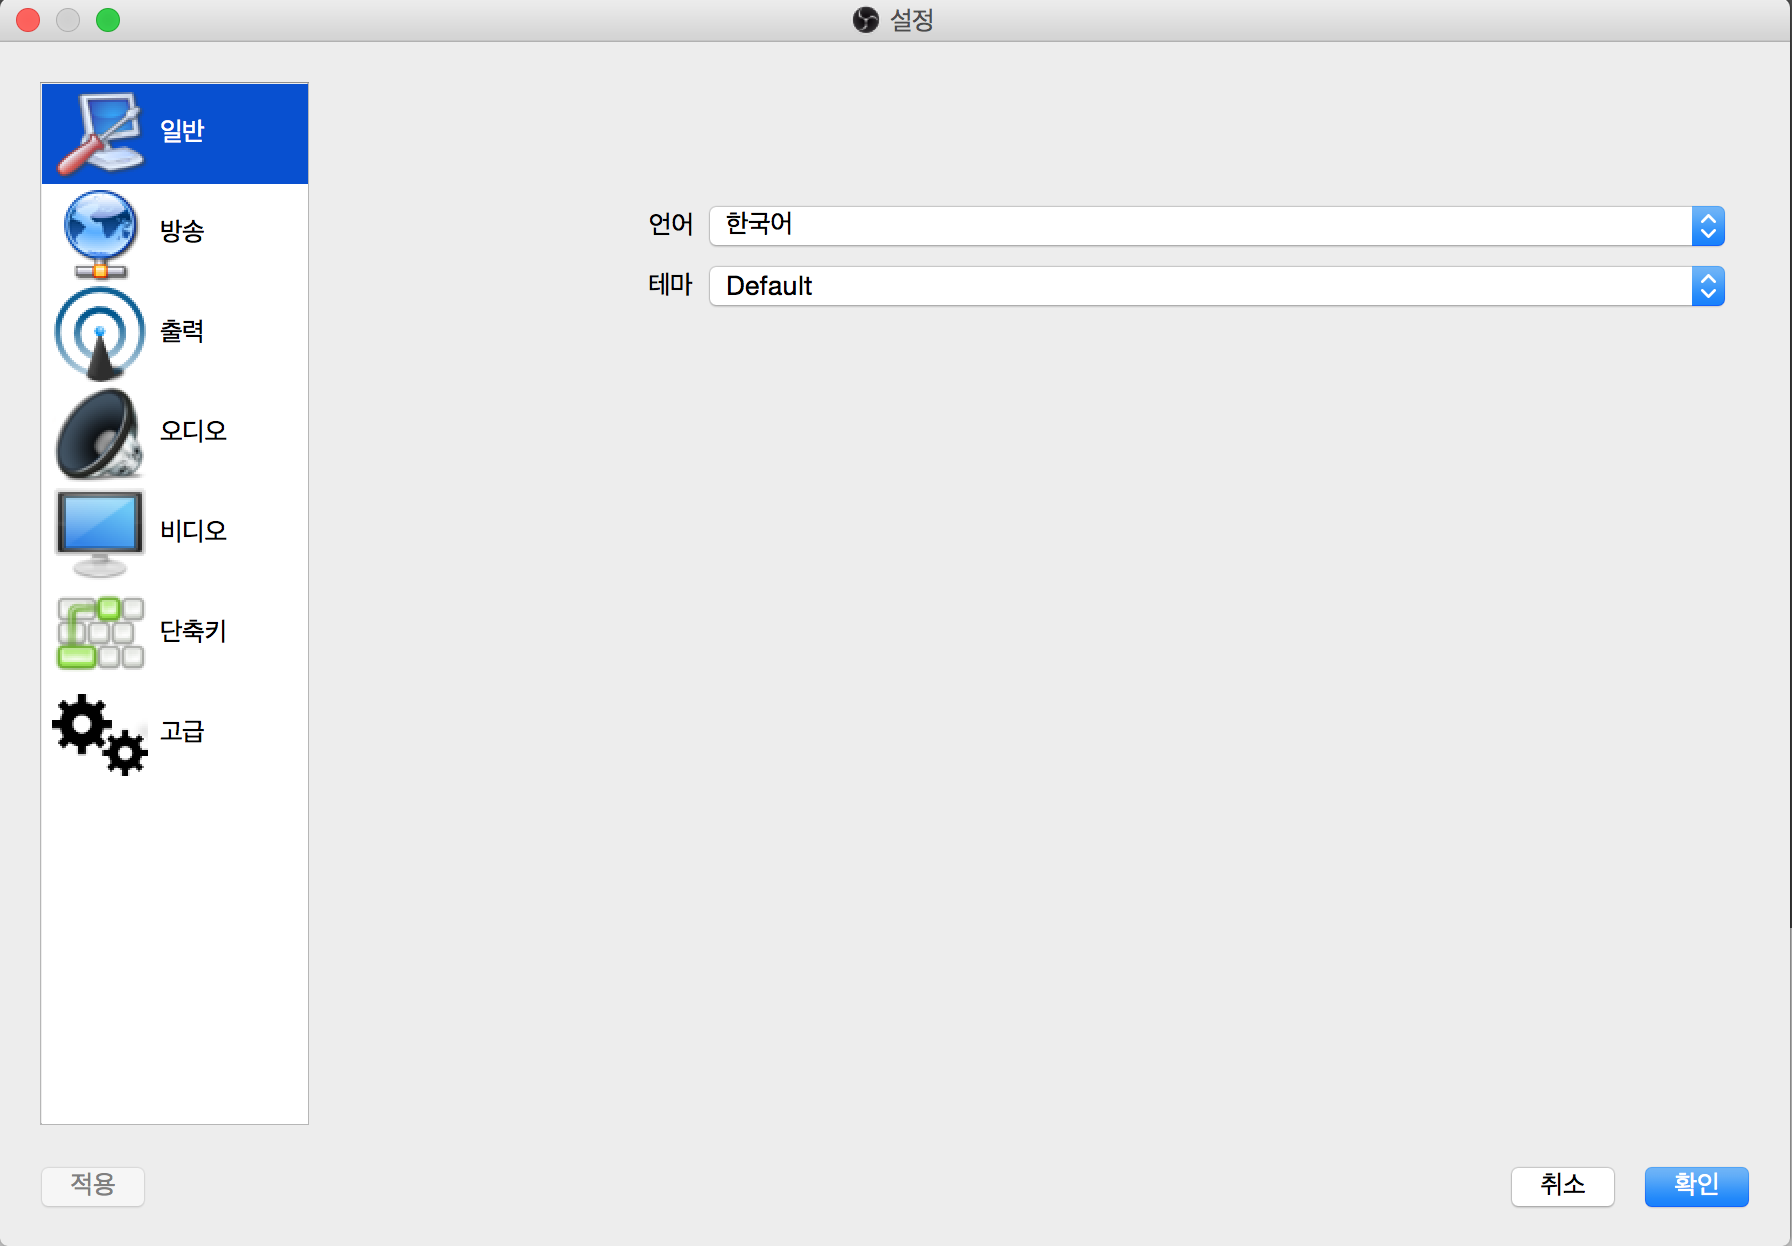 설정
일반
방송
출력
오디오
비디오
단축키
고급
언어 한국어
테마 Default
적용 취소 확인